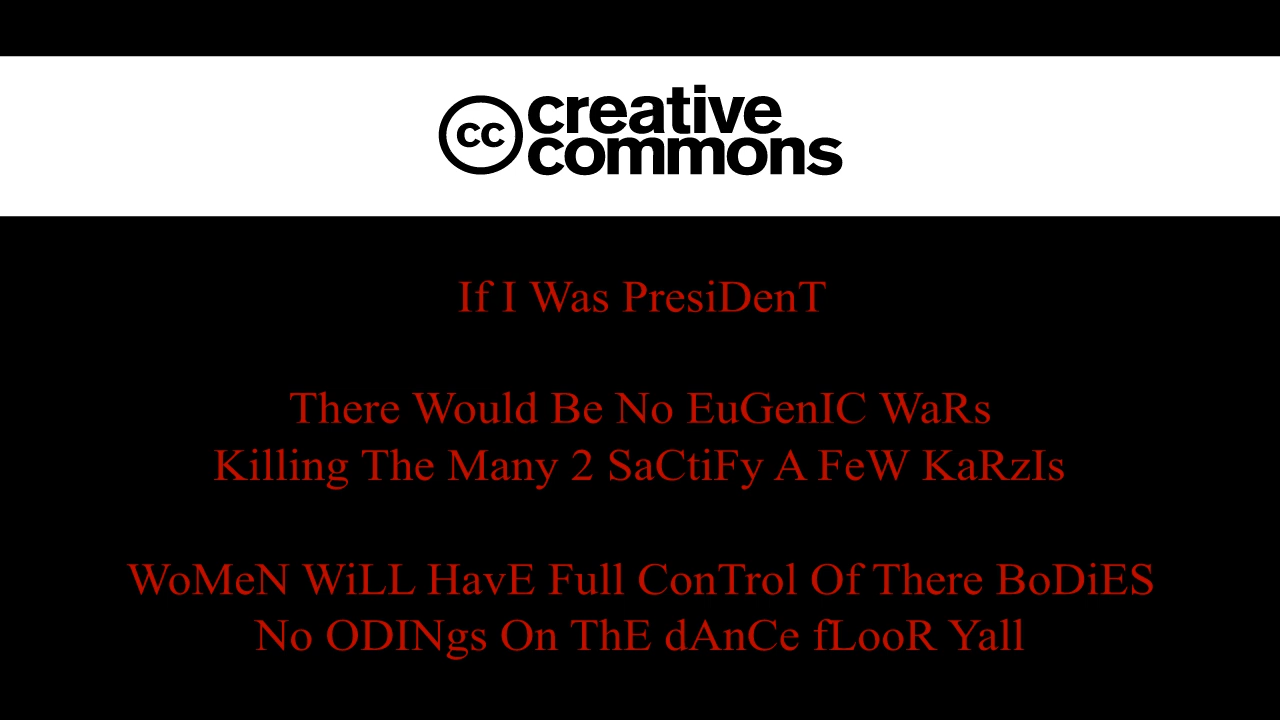 cc creative
commons
If I Was PresiDenT
There Would Be No EuGenIC WaRs
Killing The Many 2 SaCtiFy A FeW KaRzIs
WoMeN WiLL HavE Full ConTrol Of There BoDiES
No ODINgs On ThE dAnCe fLooR Yall